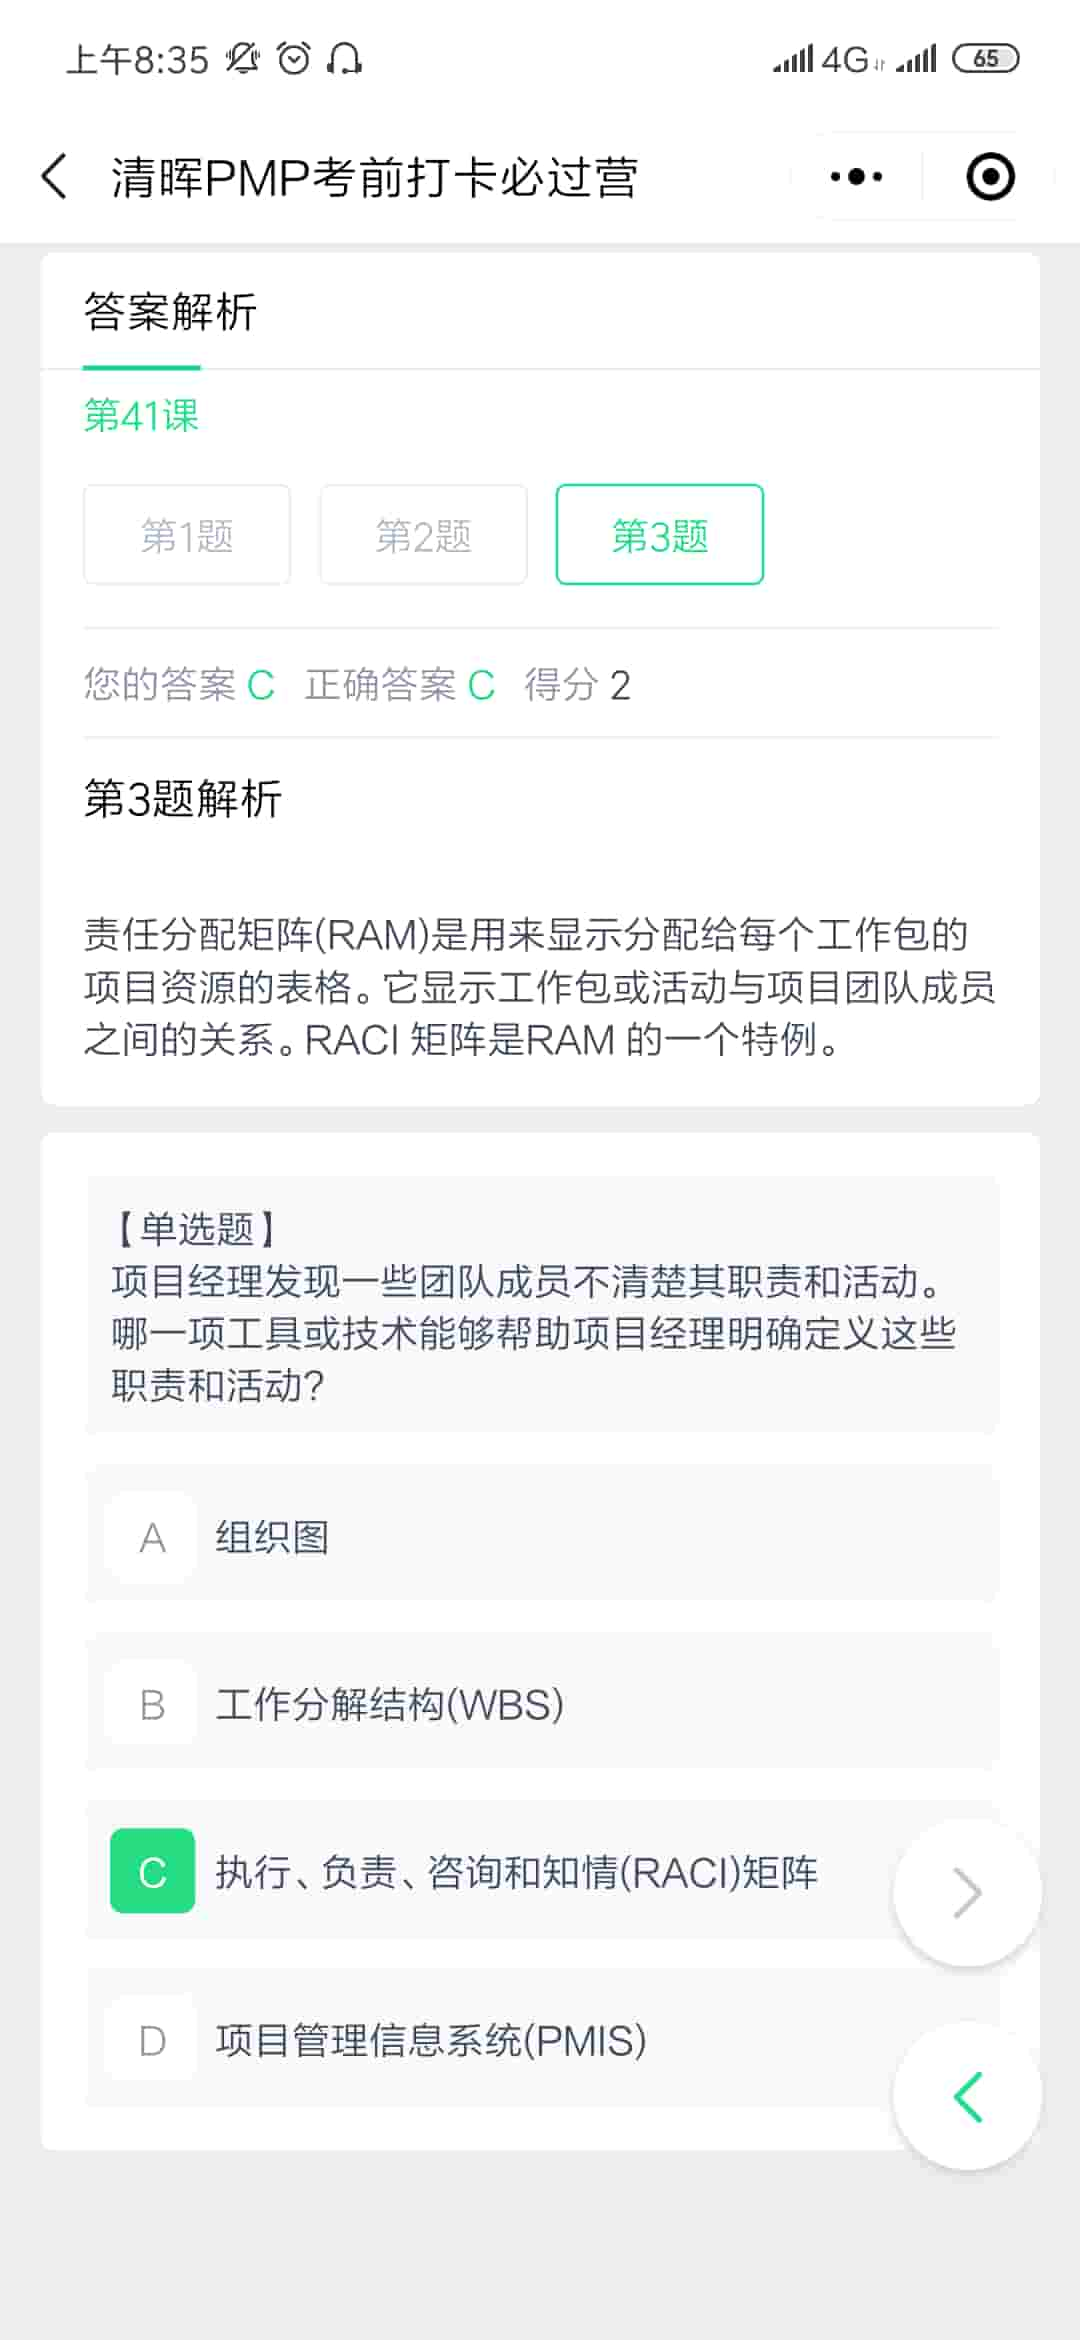 上午8:35 4G 65
清晖PMP考前打卡必过营
答案解析
第41课
第1题 第2题 第3题
您的答案 C 正确答案 C 得分 2
第3题解析
责任分配矩阵(RAM)是用来显示分配给每个工作包的
项目资源的表格。它显示工作包或活动与项目团队成员
之间的关系。RACI 矩阵是RAM 的一个特例。
【单选题】
项目经理发现一些团队成员不清楚其职责和活动。
哪一项工具或技术能够帮助项目经理明确定义这些
职责和活动?
A 组织图
B 工作分解结构(WBS)
C 执行、负责、咨询和知情(RACI)矩阵
D 项目管理信息系统(PMIS)